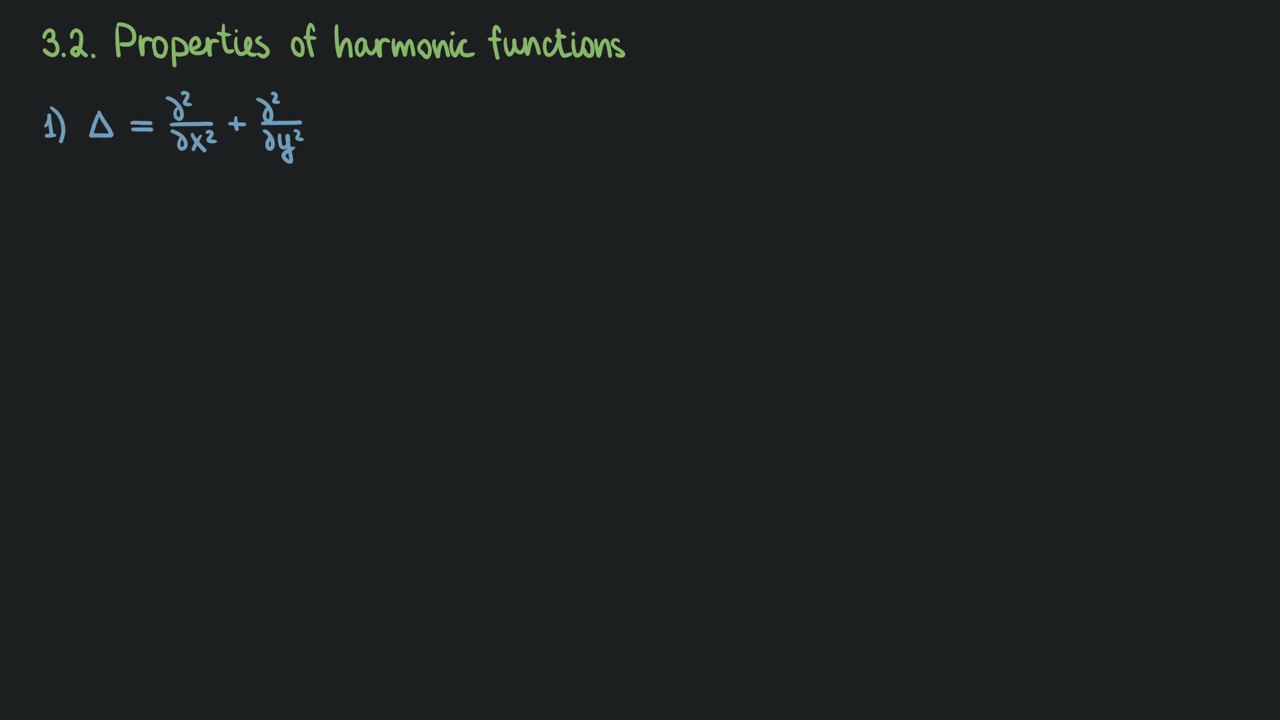 3.2. Properties of harmonic functions
1) Δ = ∂²/∂x² + ∂²/∂y²